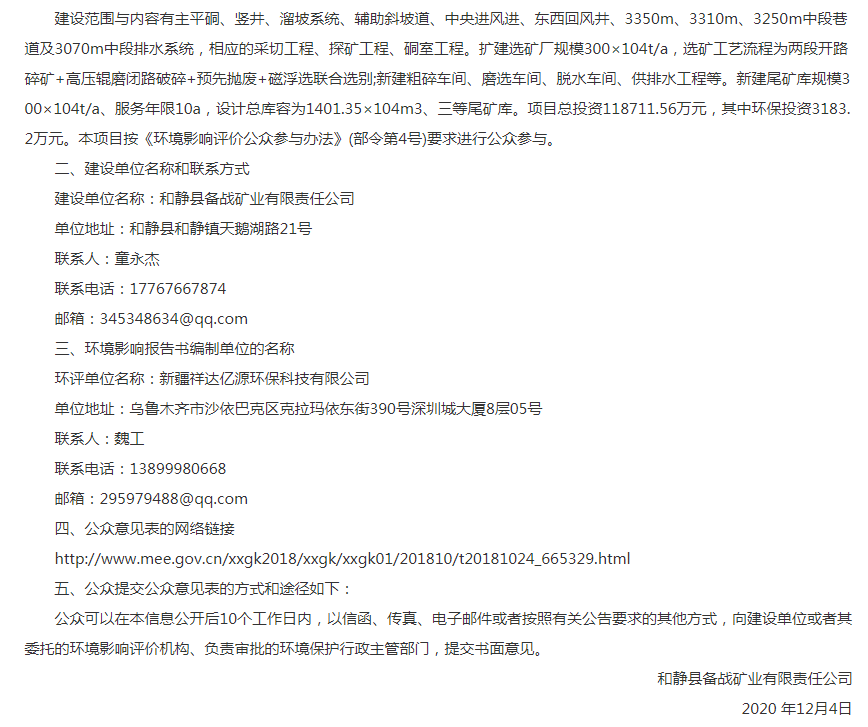 建设范围与内容有主平硐、竖井、溜坡系统、辅助斜坡道、中央进风进、东西回风井、3350m、3310m、3250m中段巷
道及3070m中段排水系统，相应的采切工程、探矿工程、硐室工程。扩建选矿厂规模300×104t/a，选矿工艺流程为两段开路
碎矿+高压辊磨闭路破碎+预先抛废+磁浮选联合选别;新建粗碎车间、磨选车间、脱水车间、供排水工程等。新建尾矿库规模3
00×104t/a、服务年限10a，设计总库容为1401.35×104m3、三等尾矿库。项目总投资118711.56万元，其中环保投资3183.
2万元。本项目按《环境影响评价公众参与办法》(部令第4号)要求进行公众参与。
二、建设单位名称和联系方式
建设单位名称：和静县备战矿业有限责任公司
单位地址：和静县和静镇天鹅湖路21号
联系人：童永杰
联系电话：17767667874
邮箱：345348634@qq.com
三、环境影响报告书编制单位的名称
环评单位名称：新疆祥达亿源环保科技有限公司
单位地址：乌鲁木齐市沙依巴克区克拉玛依东街390号深圳城大厦8层05号
联系人：魏工
联系电话：13899980668
邮箱：295979488@qq.com
四、公众意见表的网络链接
http://www.mee.gov.cn/xxgk2018/xxgk/xxgk01/201810/t20181024_665329.html
五、公众提交公众意见表的方式和途径如下：
公众可以在本信息公开后10个工作日内，以信函、传真、电子邮件或者按照有关公告要求的其他方式，向建设单位或者其
委托的环境影响评价机构、负责审批的环境保护行政主管部门，提交书面意见。
和静县备战矿业有限责任公司
2020 年12月4日